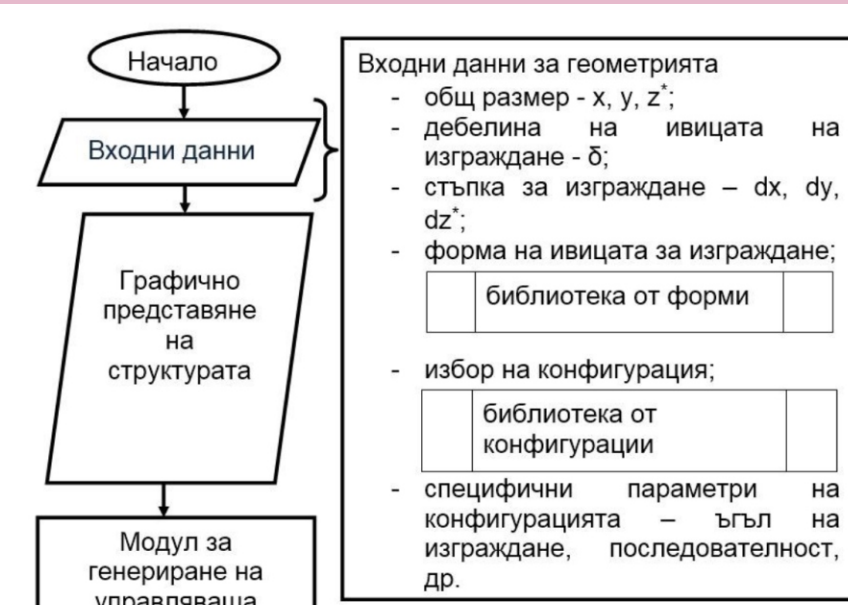 Начало
Входни данни
Графично
представяне
на
структурата
Модул за
генериране на
управляваща
Входни данни за геометрията
- общ размер - x, y, z*;
- дебелина на ивицата на
изграждане - δ;
- стъпка за изграждане – dx, dy,
dz*;
- форма на ивицата за изграждане;
библиотека от форми
- избор на конфигурация;
библиотека от
конфигурации
- специфични параметри на
конфигурацията – ъгъл на
изграждане, последователност,
др.